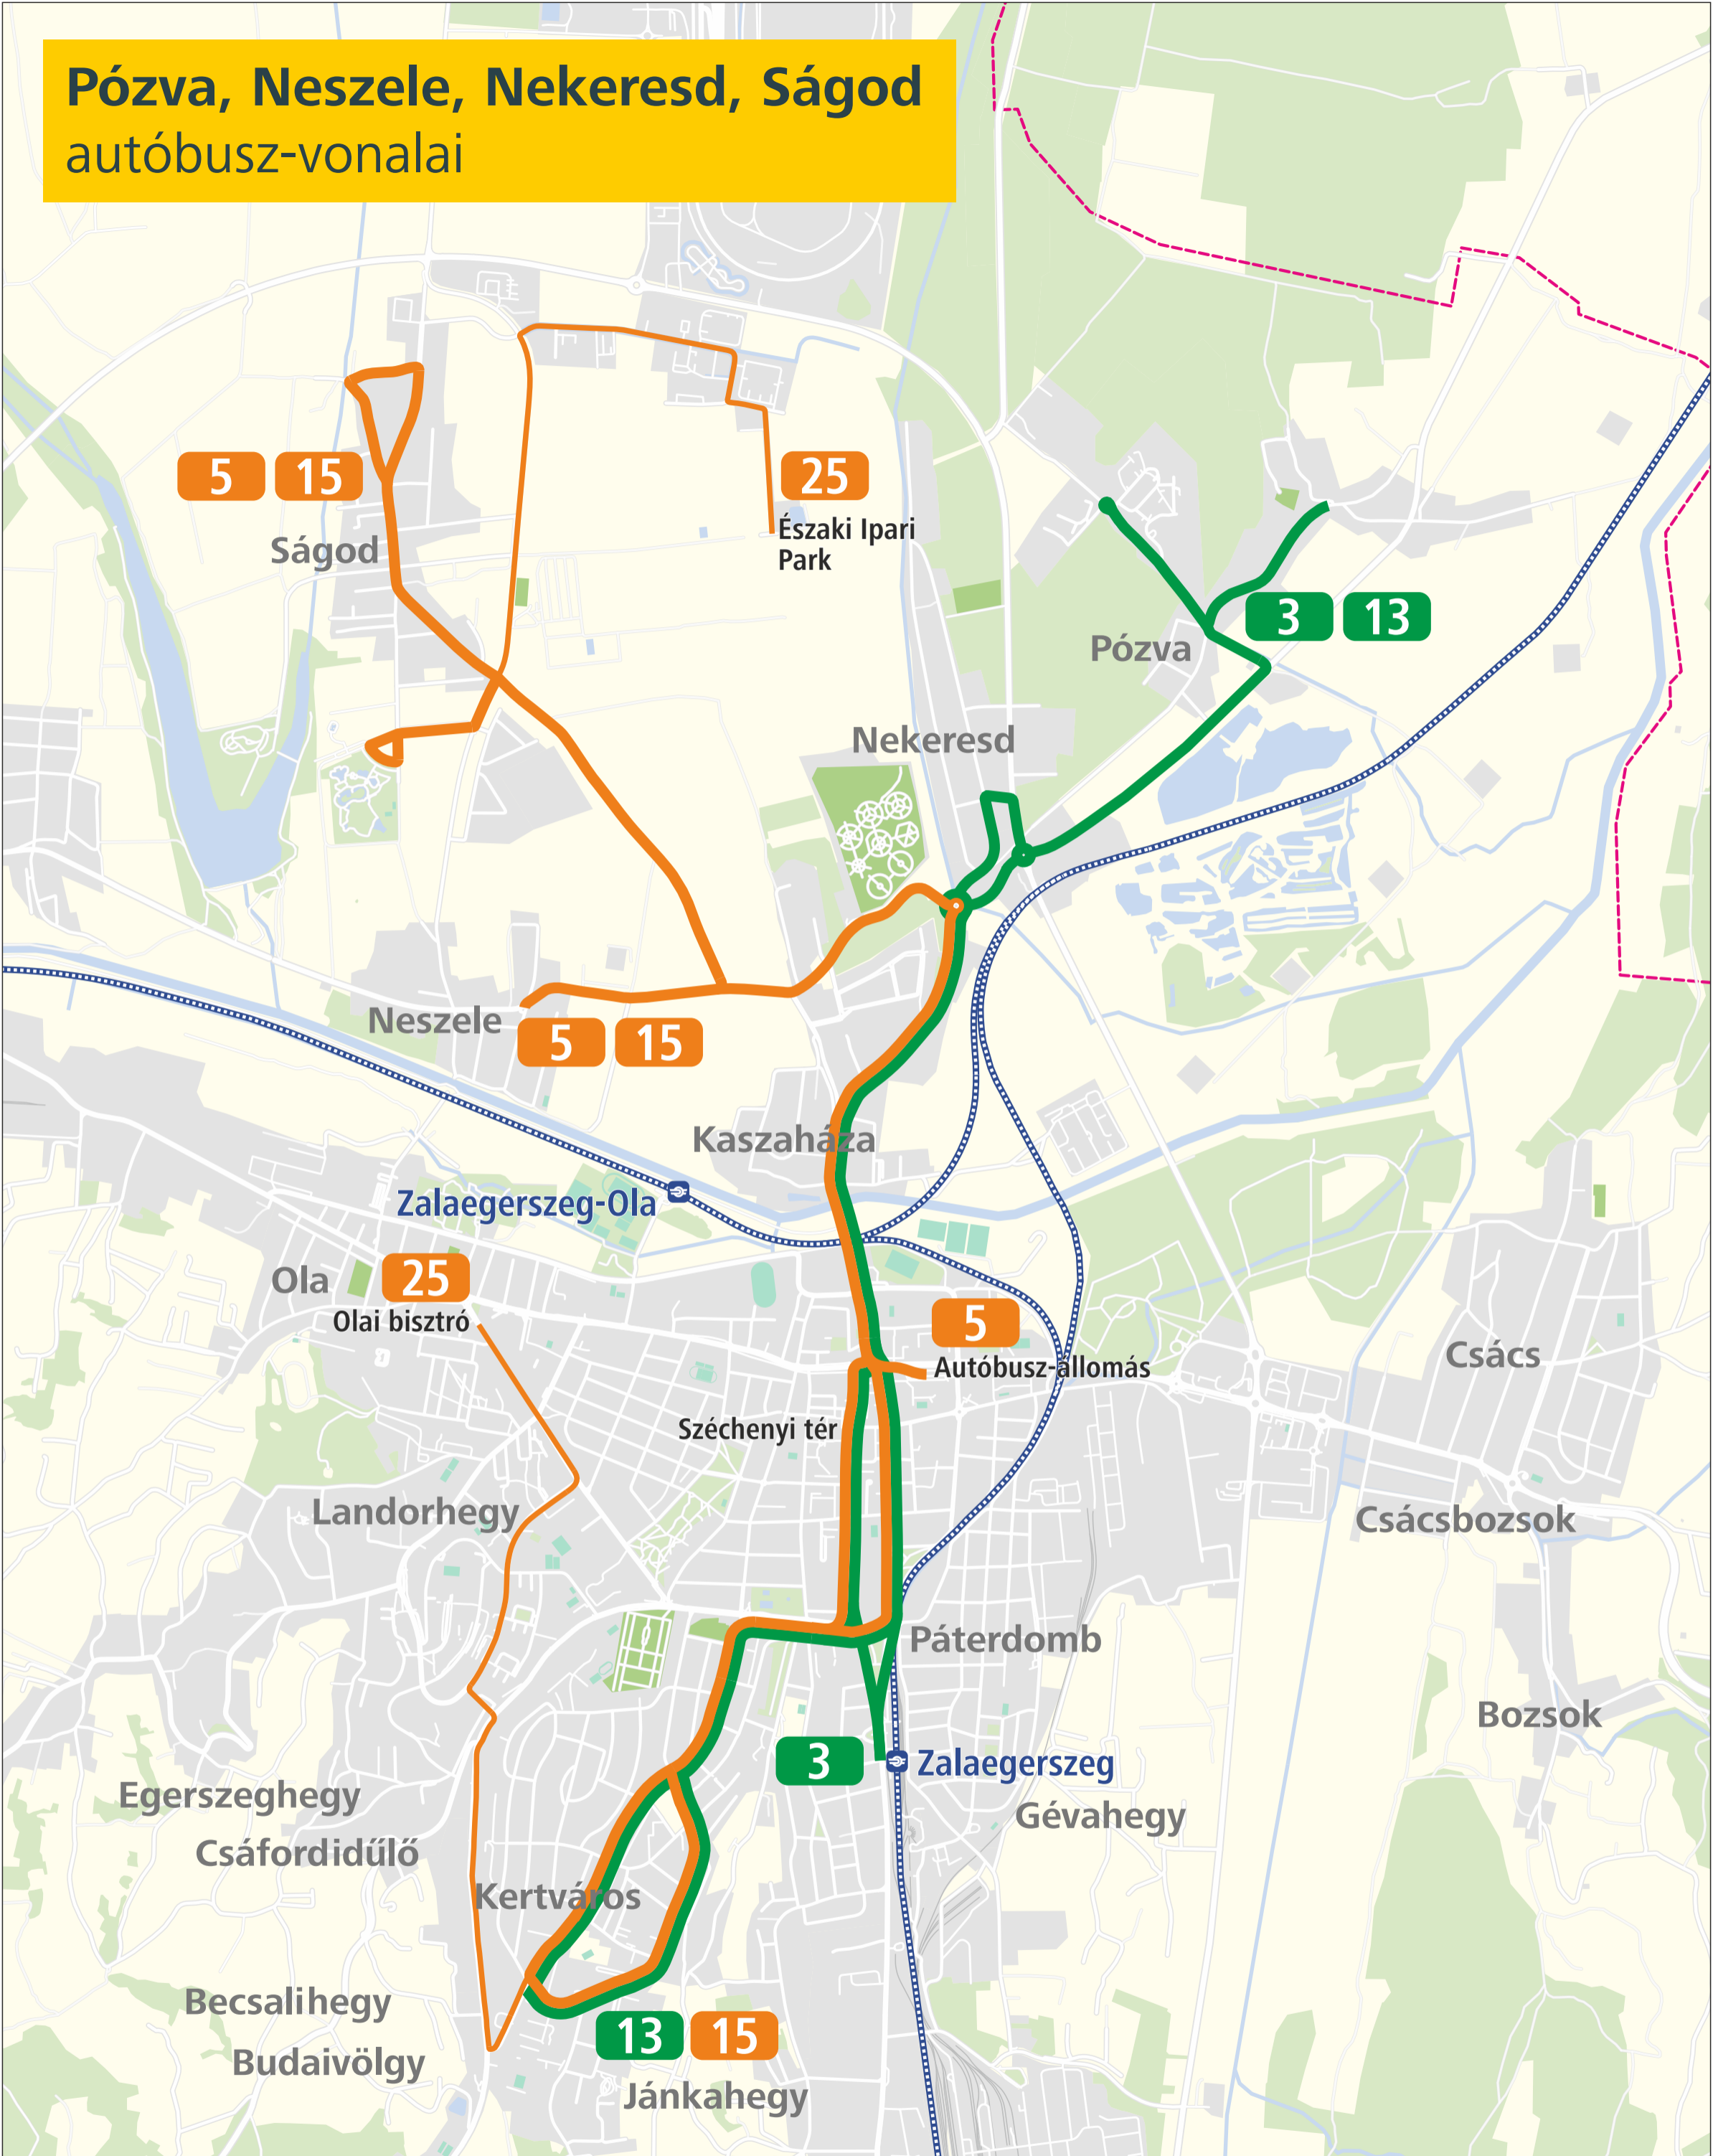 Pózva, Neszele, Nekeresd, Ságod
autóbusz-vonalai
5 15
25
Északi Ipari
Park
Ságod
3 13
Pózva
Nekeresd
Neszele
5 15
Kaszaháza
Zalaegerszeg-Ola
Ola
25
Olai bisztró
5
Autóbusz-állomás
Csács
Széchenyi tér
Landorhegy
Csácsbozsok
Páterdomb
Bozsok
3
Zalaegerszeg
Egerszeghegy
Gévahegy
Csáfordidűlő
Kertváros
Becsalihegy
13 15
Budaivölgy
Jánkahegy